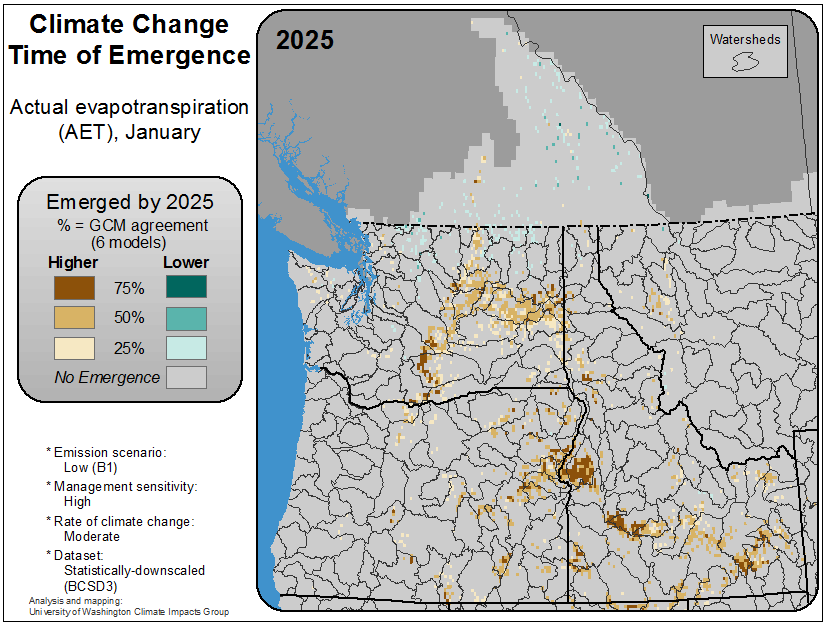 Climate Change
Time of Emergence
Actual evapotranspiration
(AET), January
Emerged by 2025
% = GCM agreement
(6 models)
Higher Lower
75%
50%
25%
No Emergence
* Emission scenario:
Low (B1)
* Management sensitivity:
High
* Rate of climate change:
Moderate
* Dataset:
Statistically-downscaled
(BCSD3)
Analysis and mapping:
University of Washington Climate Impacts Group
2025
Watersheds